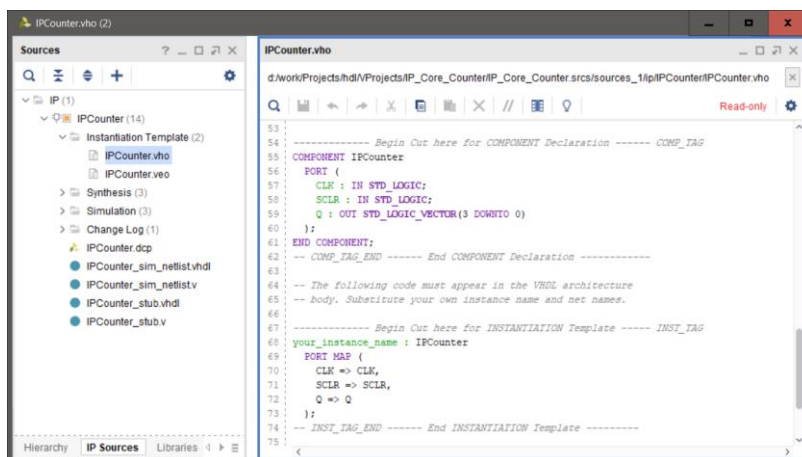 IPCounter.vho (2)
Sources
IP (1)
IPCounter (14)
Instantiation Template (2)
IPCounter.vho
IPCounter.veo
Synthesis (3)
Simulation (3)
Change Log (1)
IPCounter.dcp
IPCounter_sim_netlist.vhdl
IPCounter_sim_netlist.v
IPCounter_stub.vhdl
IPCounter_stub.v
Hierarchy IP Sources Libraries
IPCounter.vho
d:/work/Projects/hdl/VProjects/IP_Core_Counter/IP_Core_Counter.srcs/sources_1/ip/IPCounter/IPCounter.vho
Read-only
53
54 ------------- Begin Cut here for COMPONENT Declaration ------ COMP_TAG
55 COMPONENT IPCounter
56 PORT (
57 CLK : IN STD_LOGIC;
58 SCLR : IN STD_LOGIC;
59 Q : OUT STD_LOGIC_VECTOR(3 DOWNTO 0)
60 );
61 END COMPONENT;
62 -- COMP_TAG_END ------ End COMPONENT Declaration ------------
63
64 -- The following code must appear in the VHDL architecture
65 -- body. Substitute your own instance name and net names.
66
67 ------------- Begin Cut here for INSTANTIATION Template ----- INST_TAG
68 your_instance_name : IPCounter
69 PORT MAP (
70 CLK => CLK,
71 SCLR => SCLR,
72 Q => Q
73 );
74 -- INST_TAG_END ------ End INSTANTIATION Template ---------
75